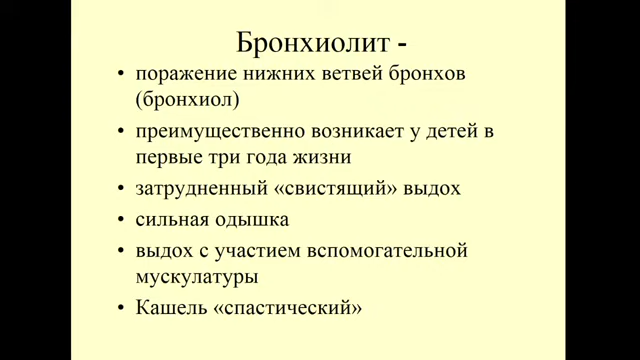 Бронхиолит -
• поражение нижних ветвей бронхов
(бронхиол)
• преимущественно возникает у детей в
первые три года жизни
• затрудненный «свистящий» выдох
• сильная одышка
• выдох с участием вспомогательной
мускулатуры
• Кашель «спастический»